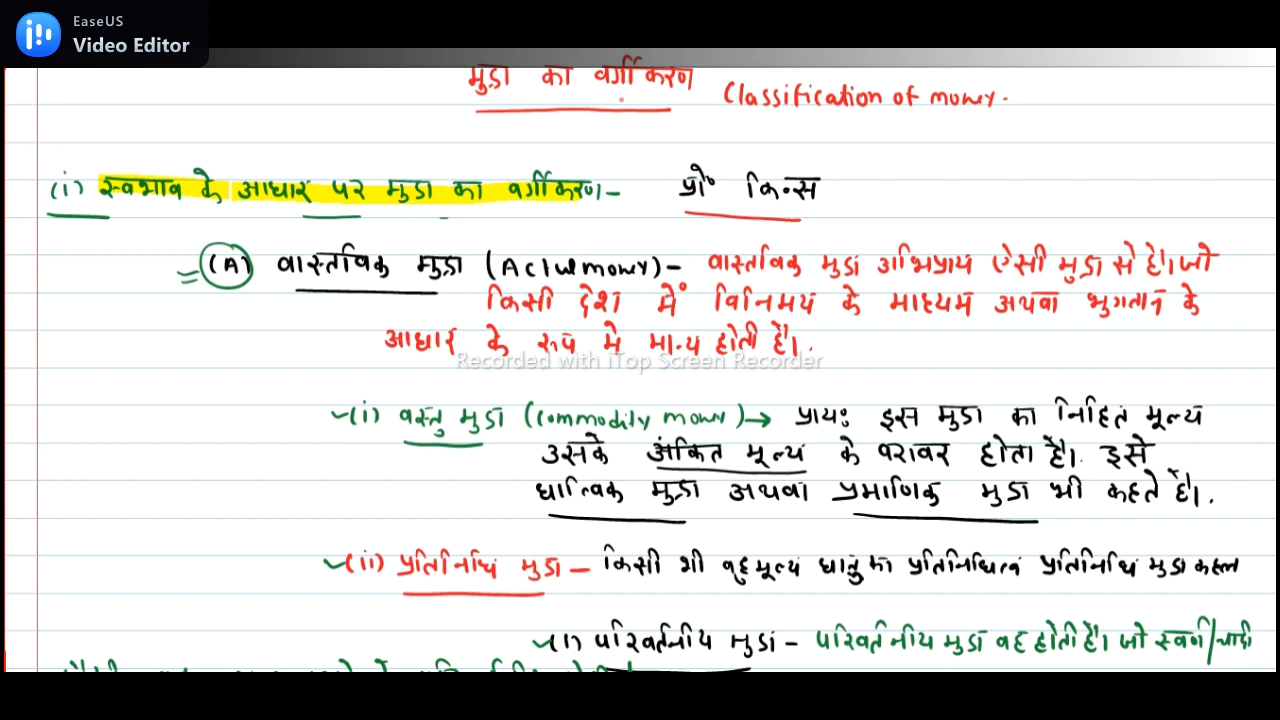 EaseUS
Video Editor
मुद्रा का वर्गीकरण Classification of money.
(i) स्वभाव के आधार पर मुद्रा का वर्गीकरण- प्रो० किन्स
(A) वास्तविक मुद्रा (Actual money) - वास्तविक मुद्रा अभिप्राय ऐसी मुद्रा से है। जो
किसी देश में विनिमय के माध्यम अथवा भुगतान के
आधार के रूप मे मान्य होती है।.
Recorded with iTop Screen Recorder
(i) वस्तु मुद्रा (Commodity money) → प्रायः इस मुद्रा का निहित मूल्य
उसके अंकित मूल्य के बराबर होता है। इसे
धात्विक मुद्रा अथवा प्रमाणिक मुद्रा भी कहते है।.
(ii) प्रतिनिधि मुद्रा - किसी भी बहुमूल्य धातु का प्रतिनिधित्व प्रतिनिधि मुद्रा
(i) परिवर्तनीय मुद्रा - परिवर्तनीय मुद्रा वह होती है। जो स्वर्ण/चादी